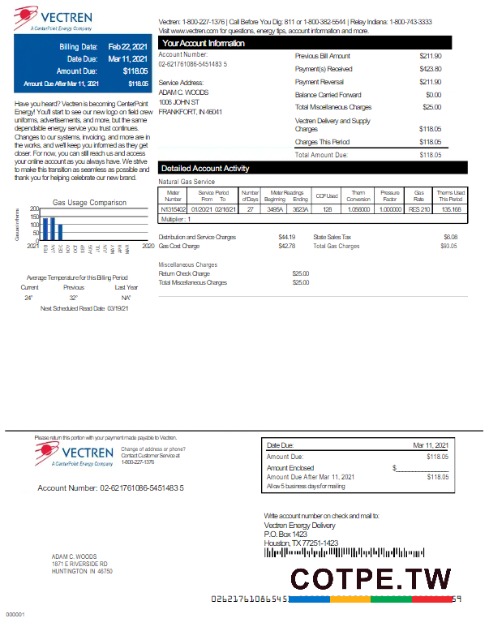 VECTREN
A CenterPoint Energy Company
Vectren: 1-800-227-1376 | Call Before You Dig: 811 or 1-800-382-5544 | Relay Indiana: 1-800-743-3333
Visit www.vectren.com for questions, energy tips, account information and more.
Billing Date: Feb 22, 2021
Date Due: Mar 11, 2021
Amount Due: $118.05
Amount Due After Mar 11, 2021 $118.05
Have you heard? Vectren is becoming CenterPoint
Energy! You'll start to see our new logo on field crew
uniforms, advertisements, and more, but the same
dependable energy service you trust continues.
Changes to our systems, invoicing, and more are in
the works, and we'll keep you informed as they get
closer. For now, you can still reach us and access
your online account as you always have. We strive
to make this transition as seamless as possible and
thank you for helping celebrate our new brand.
Your Account Information
Account Number:
02-621761086-5451483 5
Service Address:
ADAM C. WOODS
1006 JOHN ST
FRANKFORT, IN 46041
Previous Bill Amount $211.90
Payment(s) Received $423.80
Payment Reversal $211.90
Balance Carried Forward $0.00
Total Miscellaneous Charges $25.00
Vectren Delivery and Supply
Charges $118.05
Charges This Period $118.05
Total Amount Due: $118.05
Detailed Account Activity
Natural Gas Service
Meter Number Service Period From To Number of Days Meter Readings Beginning Ending CCF Used Therm Conversion Pressure Factor Gas Rate Therms Used This Period
N1015402 01/20/21 02/16/21 27 3495A 3623A 128 1.056000 1.000000 RES 210 135.168
Multiplier: 1
Distribution and Service Charges $44.19 State Sales Tax $6.08
Gas Cost Charge $42.78 Total Gas Charges $93.05
Miscellaneous Charges
Return Check Charge $25.00
Total Miscellaneous Charges $25.00
Gas Usage Comparison
200
150
100
50
0
2021 FEB JAN DEC NOV OCT SEP AUG JUL JUN MAY APR MAR 2020
Average Temperature for this Billing Period
Current Previous Last Year
24° 32° NA°
Next Scheduled Read Date 03/19/21
Please return this portion with your payment made payable to Vectren.
VECTREN
A CenterPoint Energy Company
Change of address or phone?
Contact Customer Service at
1-800-227-1376
Account Number: 02-621761086-5451483 5
Date Due: Mar 11, 2021
Amount Due: $118.05
Amount Enclosed $
Amount Due After Mar 11, 2021 $118.05
Allow 5 business days for mailing
Write account number on check and mail to:
Vectren Energy Delivery
P.O. Box 1423
Houston, TX 77251-1423
ADAM C. WOODS
1871 E RIVERSIDE RD
HUNTINGTON IN 46750
COTPE.TW
02621761086545
59
000001